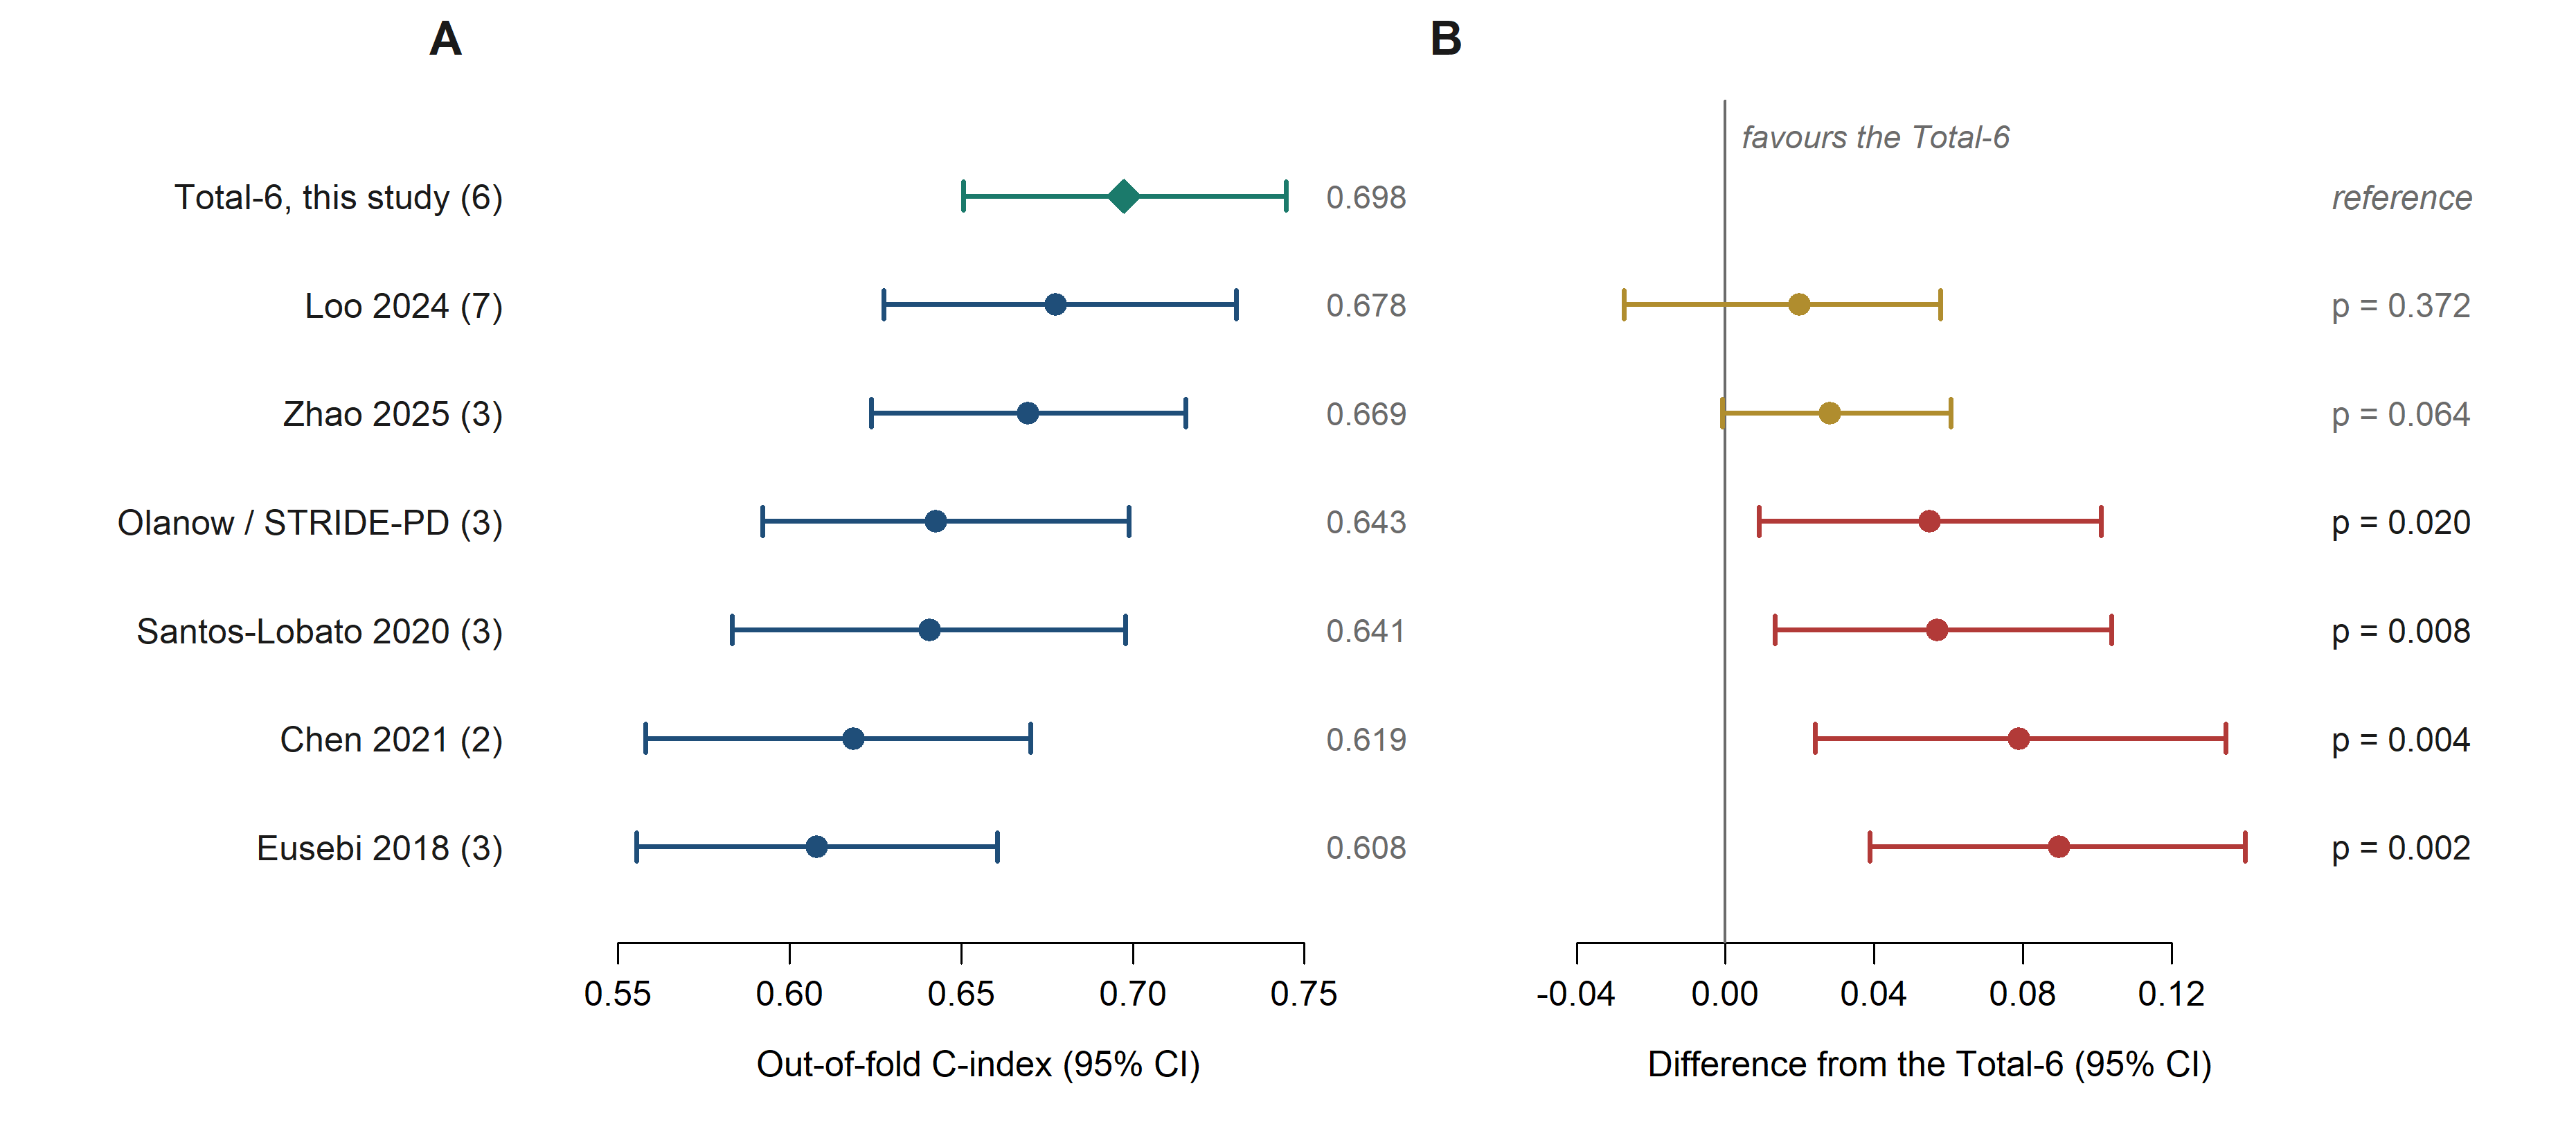 A
B
favours the Total-6
Total-6, this study (6) 0.698 reference
Loo 2024 (7) 0.678 p = 0.372
Zhao 2025 (3) 0.669 p = 0.064
Olanow / STRIDE-PD (3) 0.643 p = 0.020
Santos-Lobato 2020 (3) 0.641 p = 0.008
Chen 2021 (2) 0.619 p = 0.004
Eusebi 2018 (3) 0.608 p = 0.002
0.55 0.60 0.65 0.70 0.75
-0.04 0.00 0.04 0.08 0.12
Out-of-fold C-index (95% CI)
Difference from the Total-6 (95% CI)